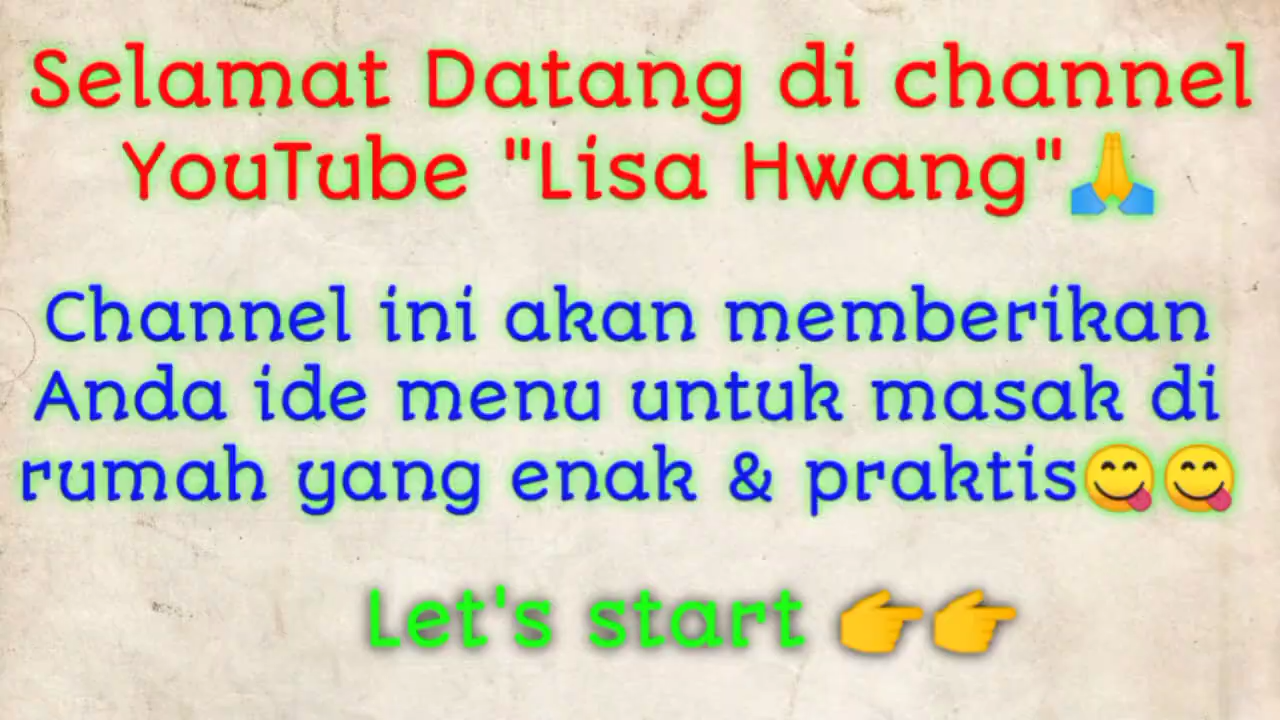 Selamat Datang di channel
YouTube "Lisa Hwang"🙏
Channel ini akan memberikan
Anda ide menu untuk masak di
rumah yang enak & praktis😋😋
Let's start 👉👉